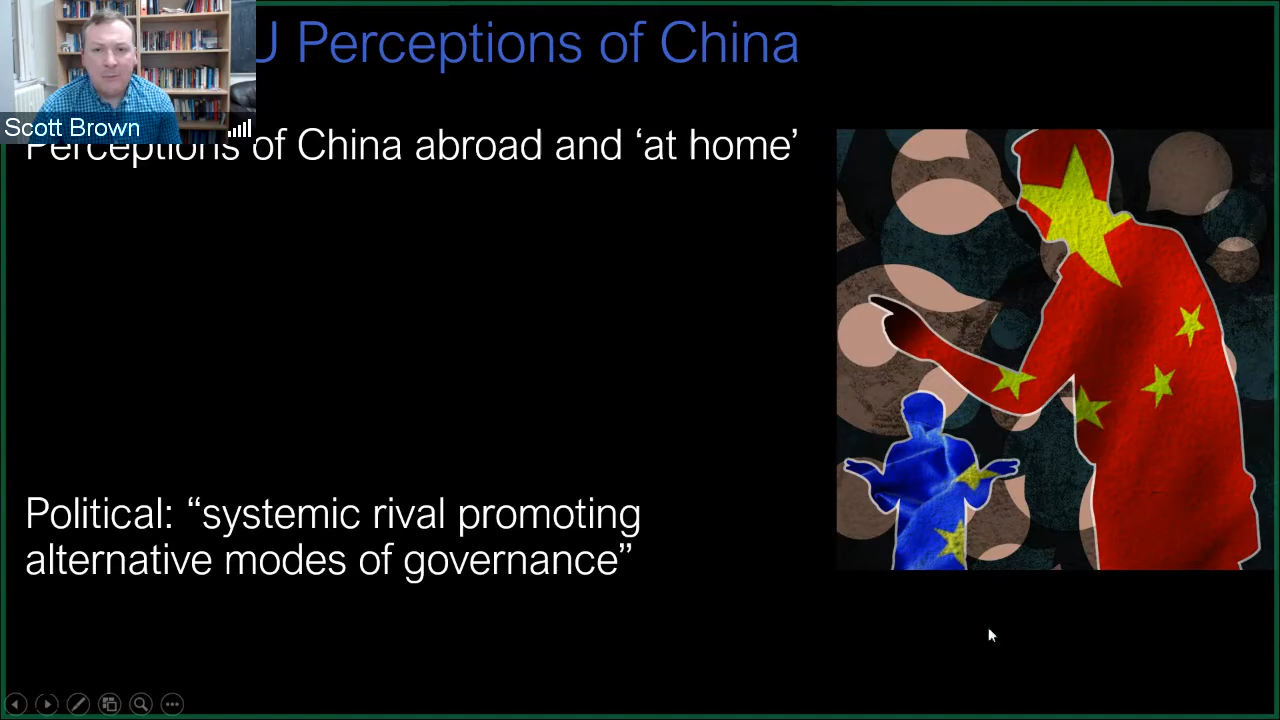 U Perceptions of China
Scott Brown
Perceptions of China abroad and ‘at home’
Political: “systemic rival promoting
alternative modes of governance”